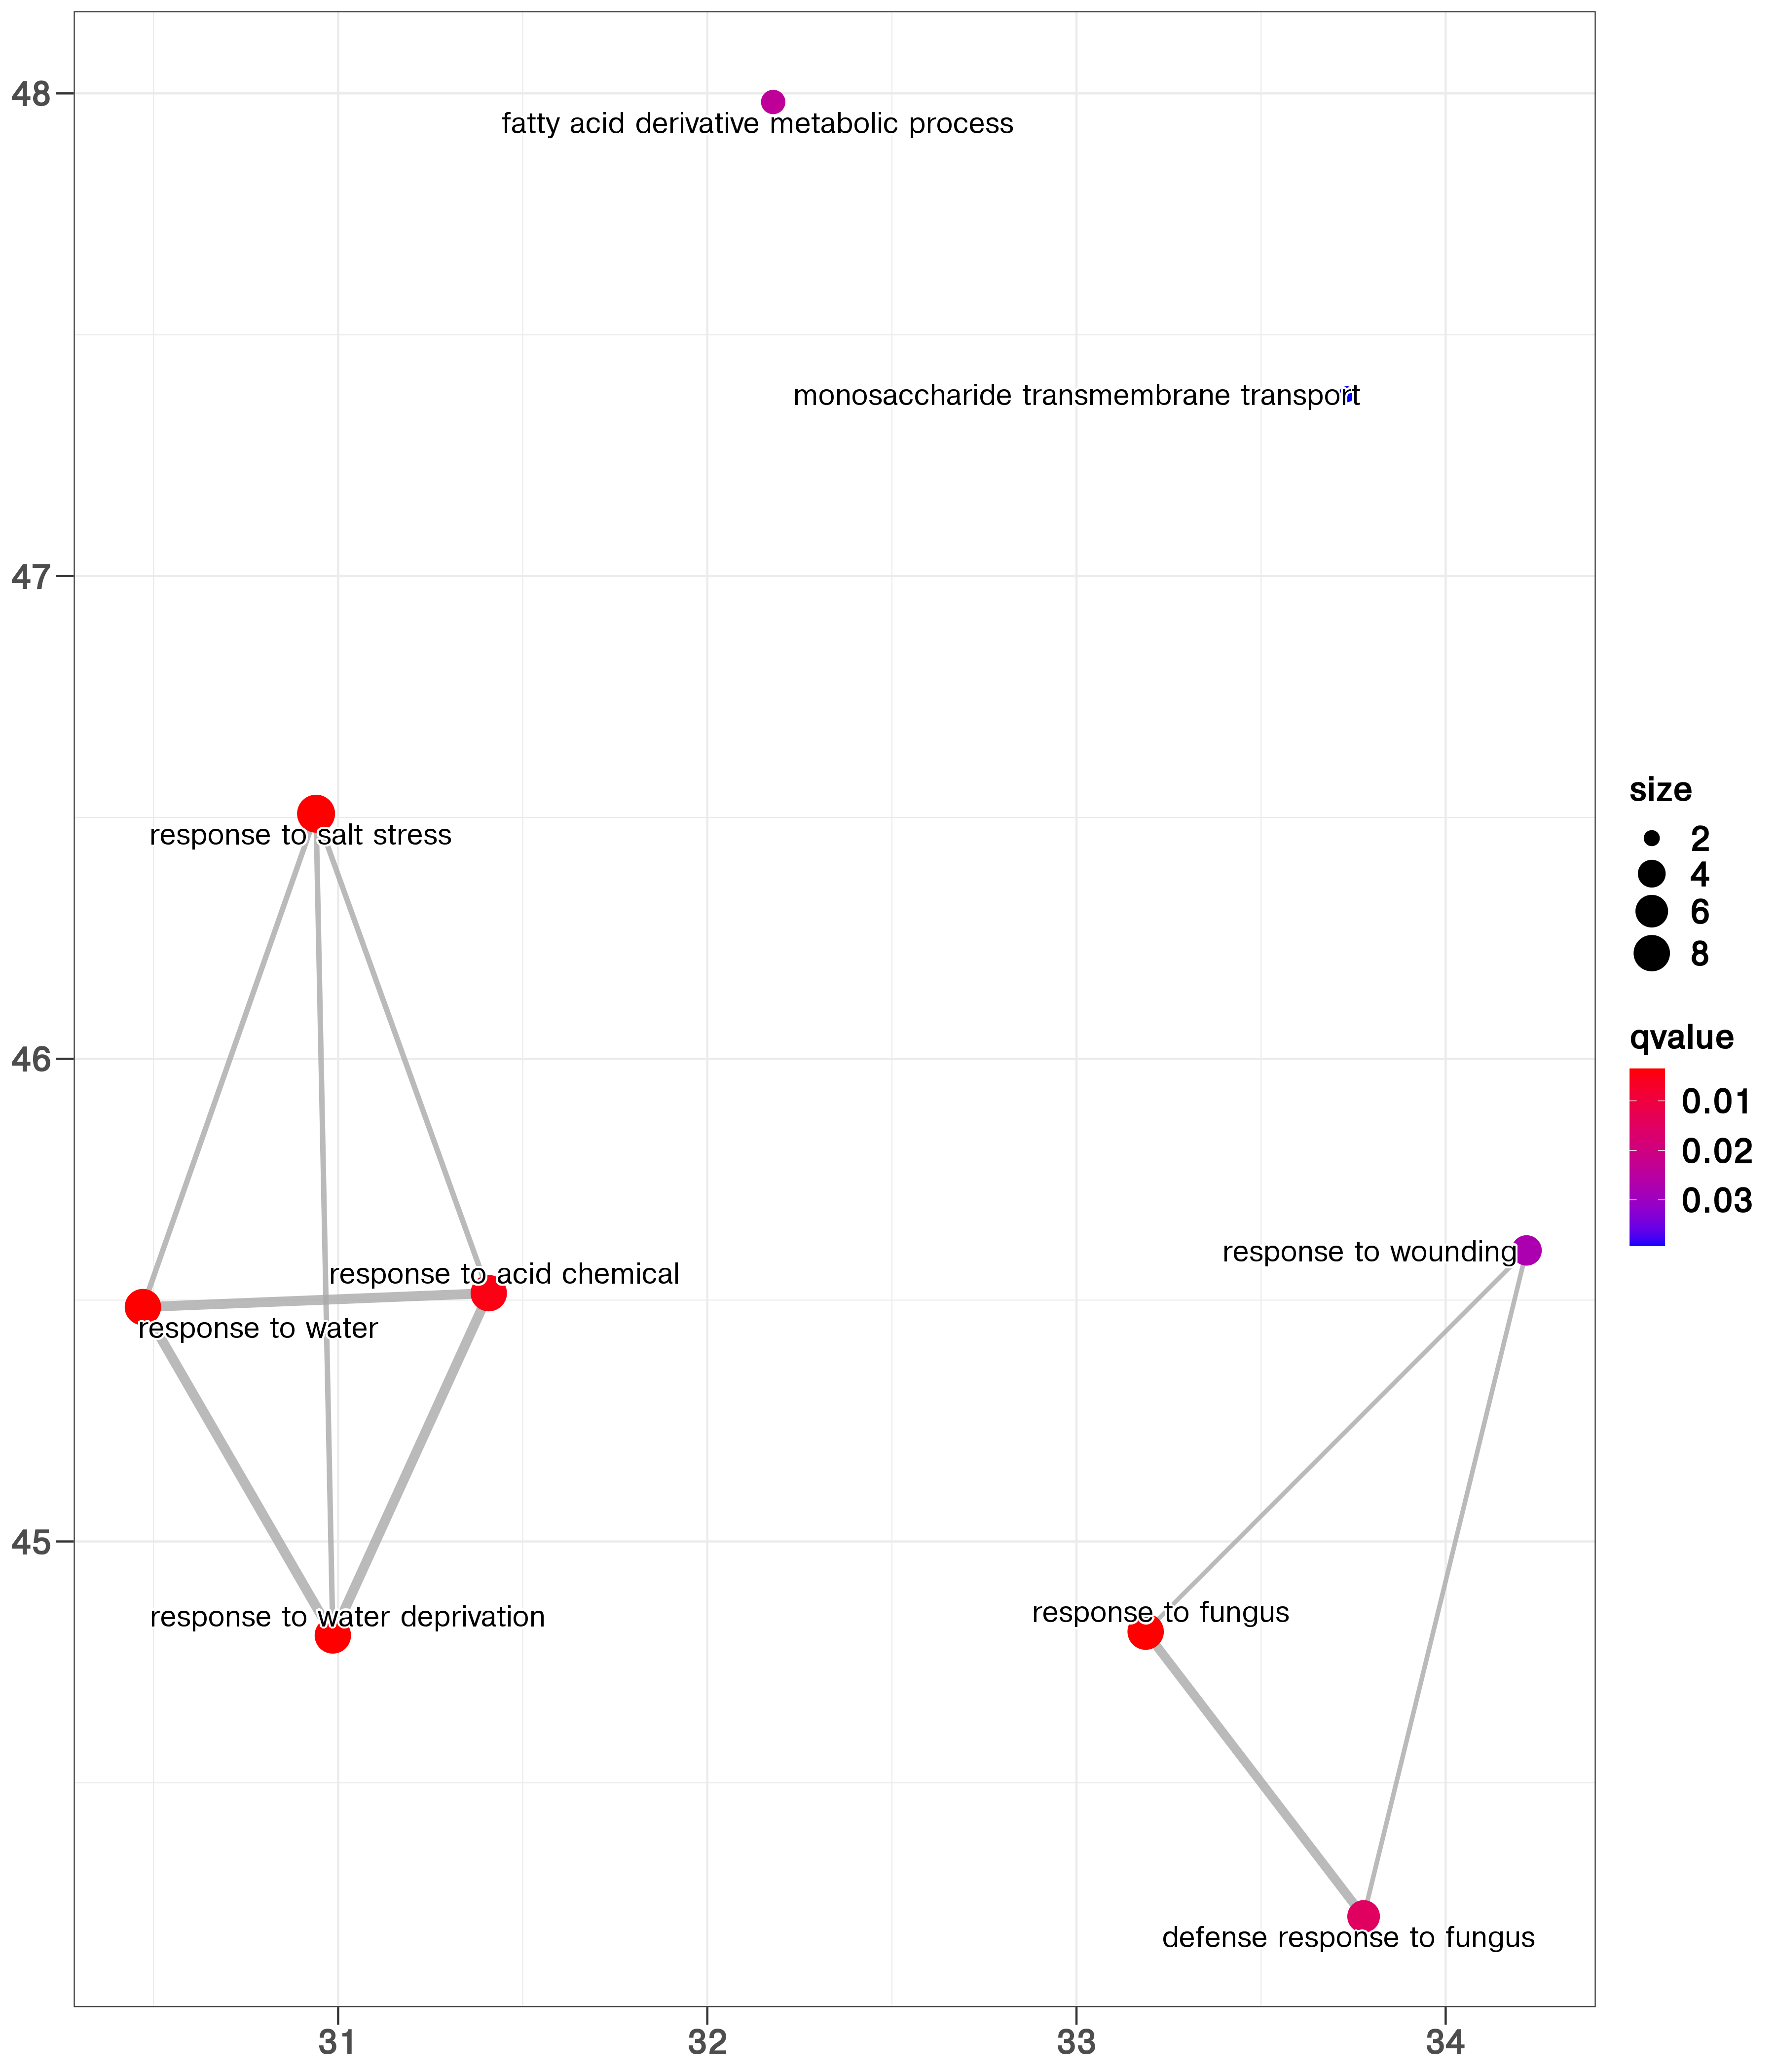 48
fatty acid derivative metabolic process
monosaccharide transmembrane transport
47
response to salt stress
size
2
4
6
8
46
qvalue
0.01
0.02
0.03
response to wounding
response to acid chemical
response to water
45
response to fungus
response to water deprivation
defense response to fungus
31 32 33 34